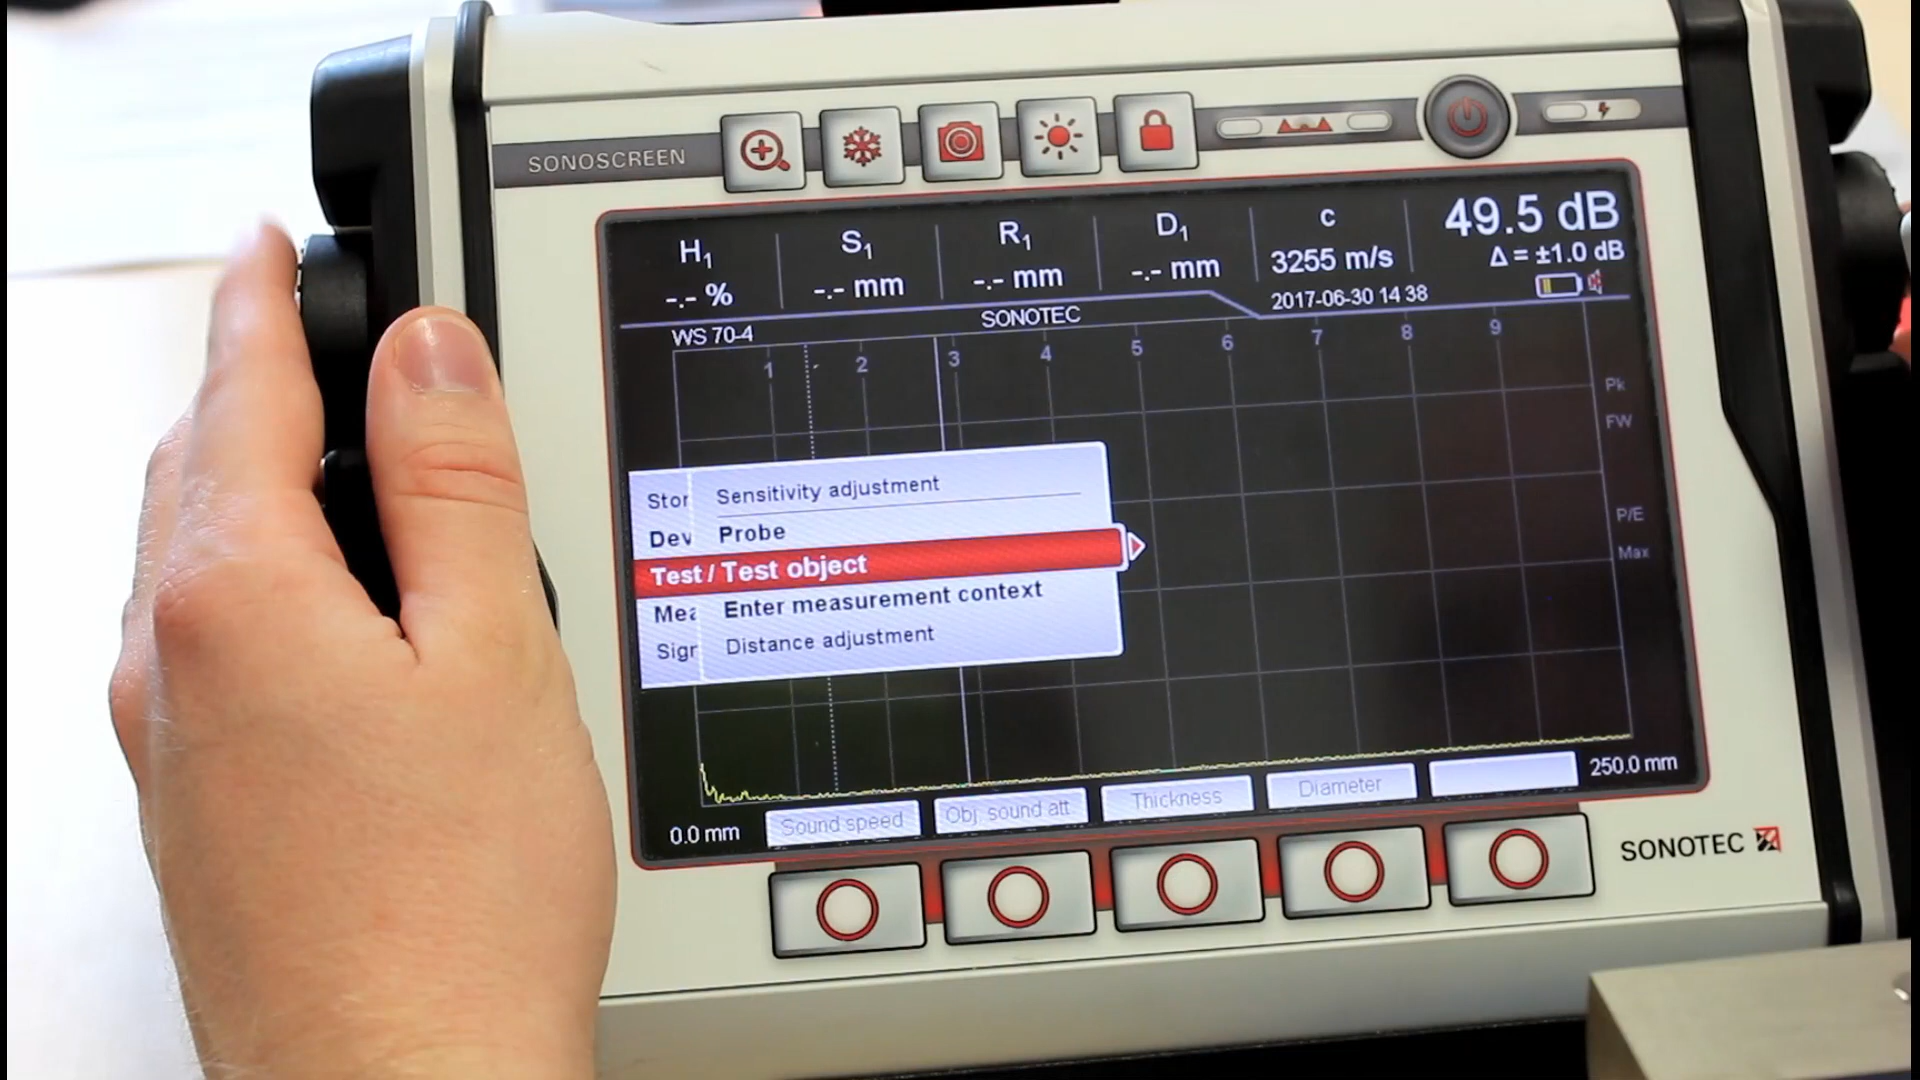 SONOSCREEN
H1
-.- %
S1
-.- mm
R1
-.- mm
D1
-.- mm
c
3255 m/s
49.5 dB
Δ = ±1.0 dB
2017-06-30 14 38
WS 70-4
SONOTEC
1 2 3 4 5 6 7 8 9
Pk
FW
P/E
Max
Stor
Dev
Test /
Mea
Sigr
Sensitivity adjustment
Probe
Test object
Enter measurement context
Distance adjustment
0.0 mm
250.0 mm
Sound speed
Obj. sound att.
Thickness
Diameter
SONOTEC